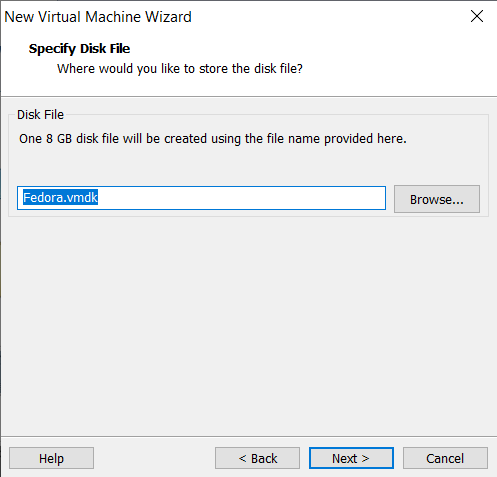 New Virtual Machine Wizard
Specify Disk File
Where would you like to store the disk file?
Disk File
One 8 GB disk file will be created using the file name provided here.
Fedora.vmdk
Browse...
Help
< Back
Next >
Cancel